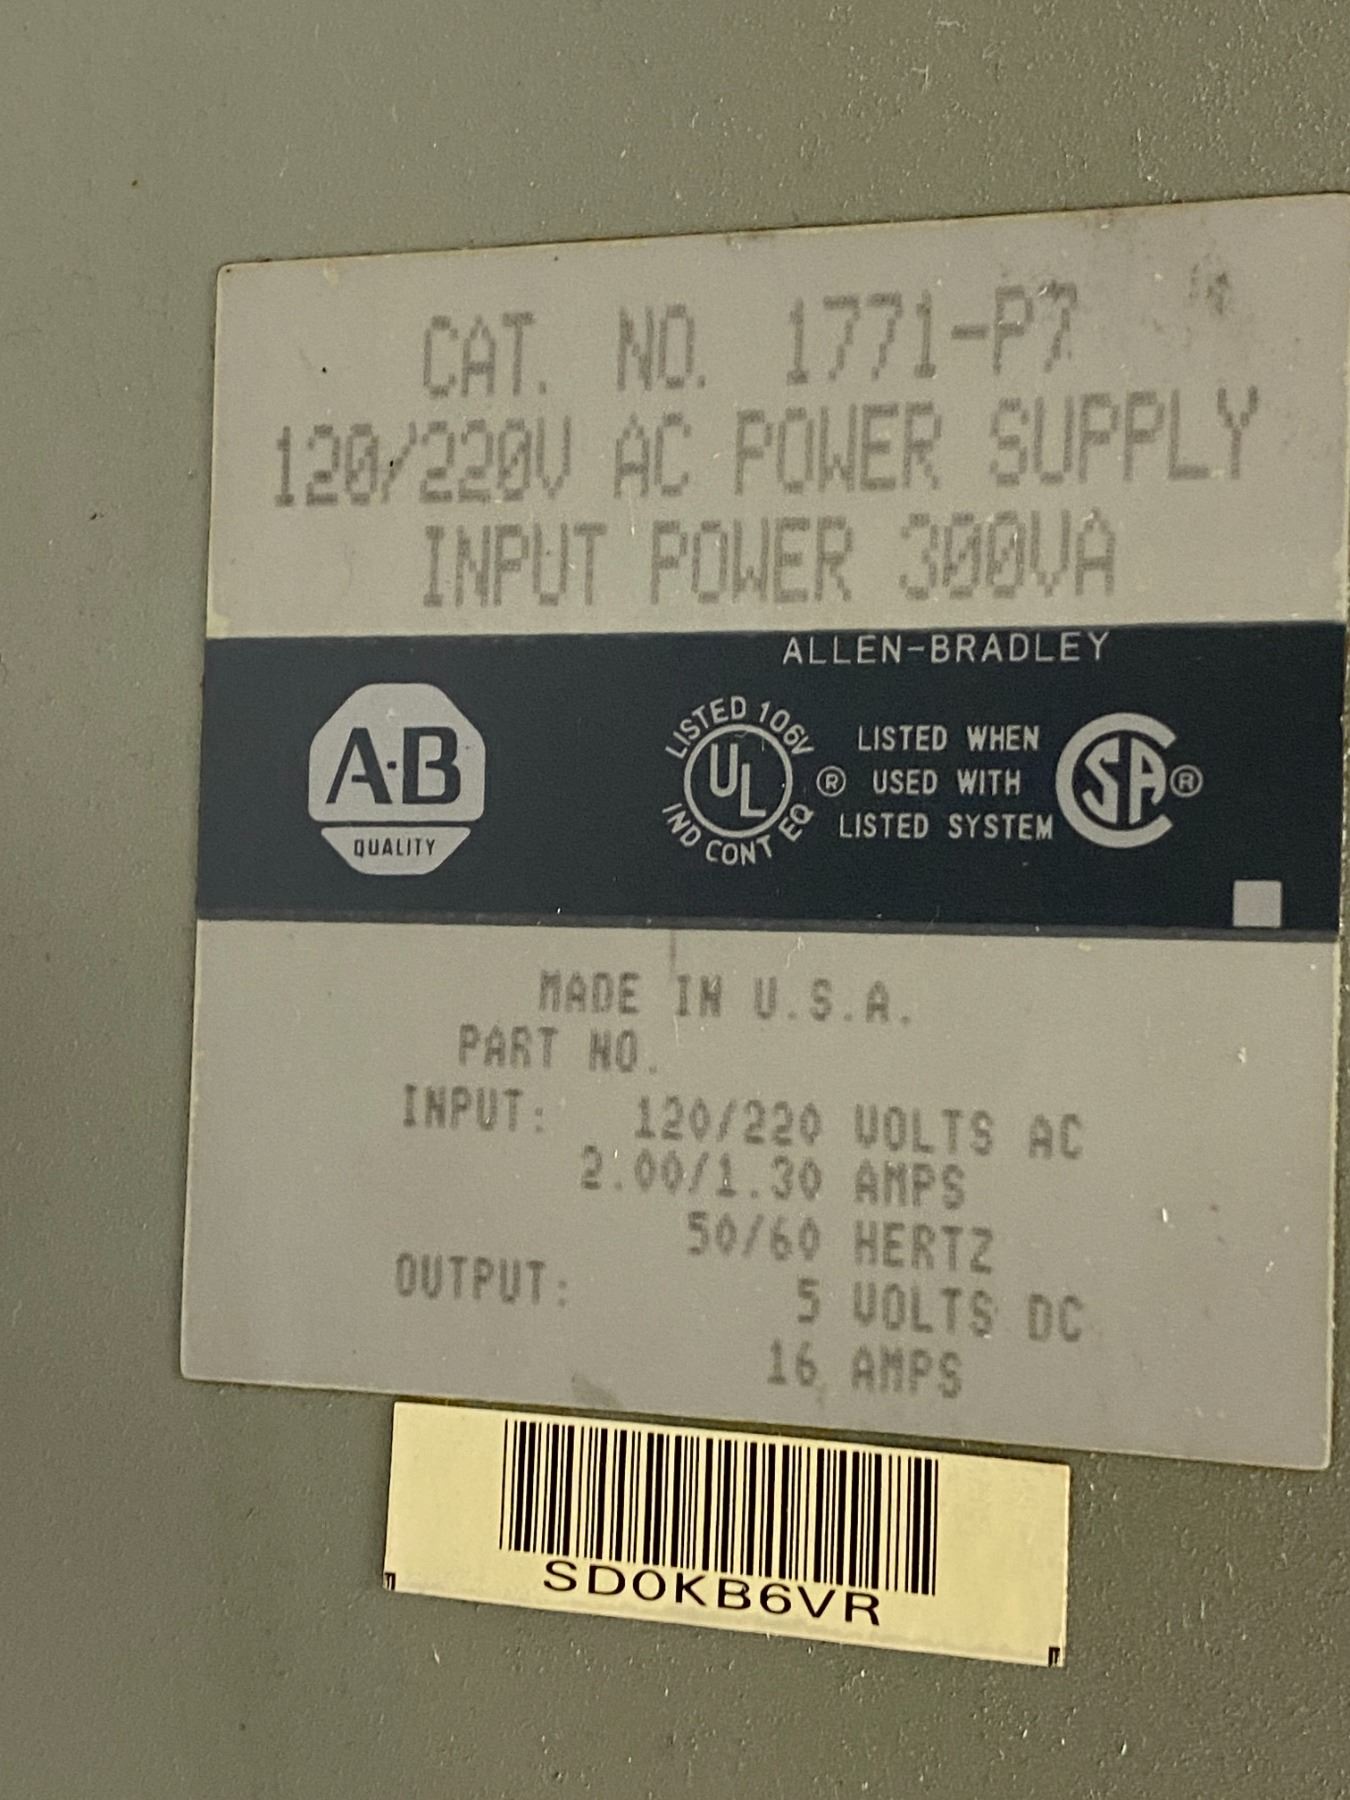 CAT. NO. 1771-P7
120/220V AC POWER SUPPLY
INPUT POWER 300VA
ALLEN-BRADLEY
A·B
QUALITY
LISTED 106V
UL
IND CONT EQ
®
LISTED WHEN
USED WITH
LISTED SYSTEM
SA ®
MADE IN U.S.A.
PART NO.
INPUT: 120/220 VOLTS AC
2.00/1.30 AMPS
50/60 HERTZ
OUTPUT: 5 VOLTS DC
16 AMPS
SD0KB6VR